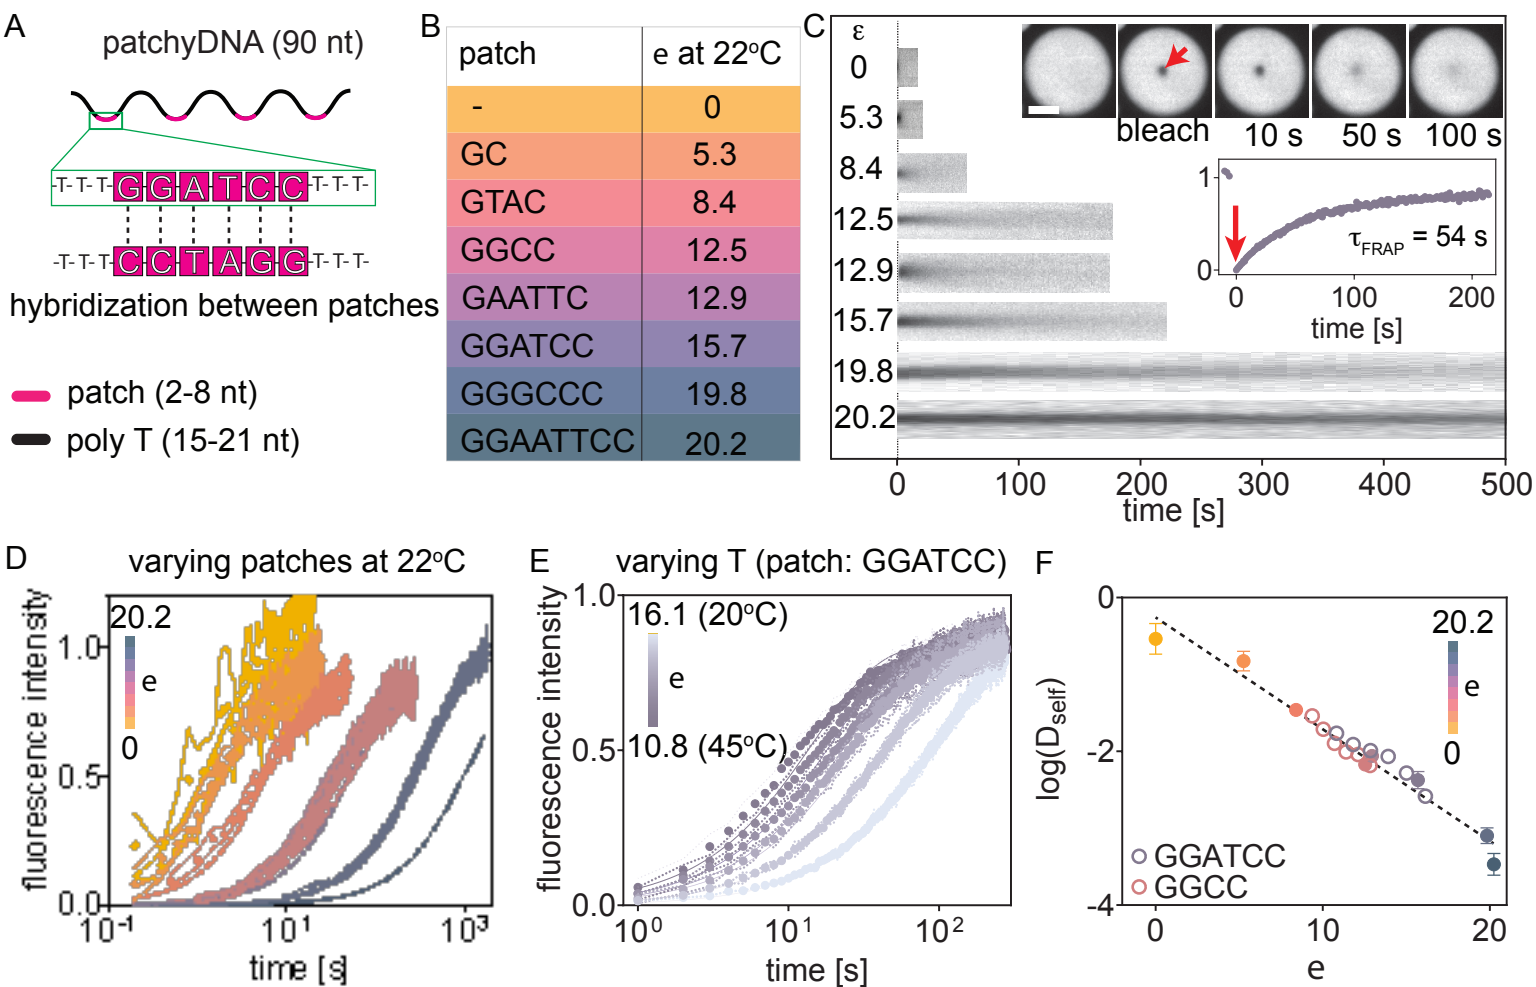 A
patchyDNA (90 nt)
-T- T- T- G G A T C C -T- T- T-
-T- T- T- C C T A G G -T- T- T-
hybridization between patches
patch (2-8 nt)
poly T (15-21 nt)
B
patch e at 22°C
- 0
GC 5.3
GTAC 8.4
GGCC 12.5
GAATTC 12.9
GGATCC 15.7
GGGCCC 19.8
GGAATTCC 20.2
C
ε
0
5.3
8.4
12.5
12.9
15.7
19.8
20.2
bleach 10 s 50 s 100 s
1
τFRAP = 54 s
0
0 100 200
time [s]
0 100 200 300 400 500
time [s]
D
varying patches at 22°C
fluorescence intensity
20.2
e
0
1.0
0.5
0.0
10-1 101 103
time [s]
E
varying T (patch: GGATCC)
fluorescence intensity
1.0
0.5
0.0
16.1 (20°C)
e
10.8 (45°C)
100 101 102
time [s]
F
log(Dself)
0
-2
-4
20.2
e
0
GGATCC
GGCC
0 10 20
e